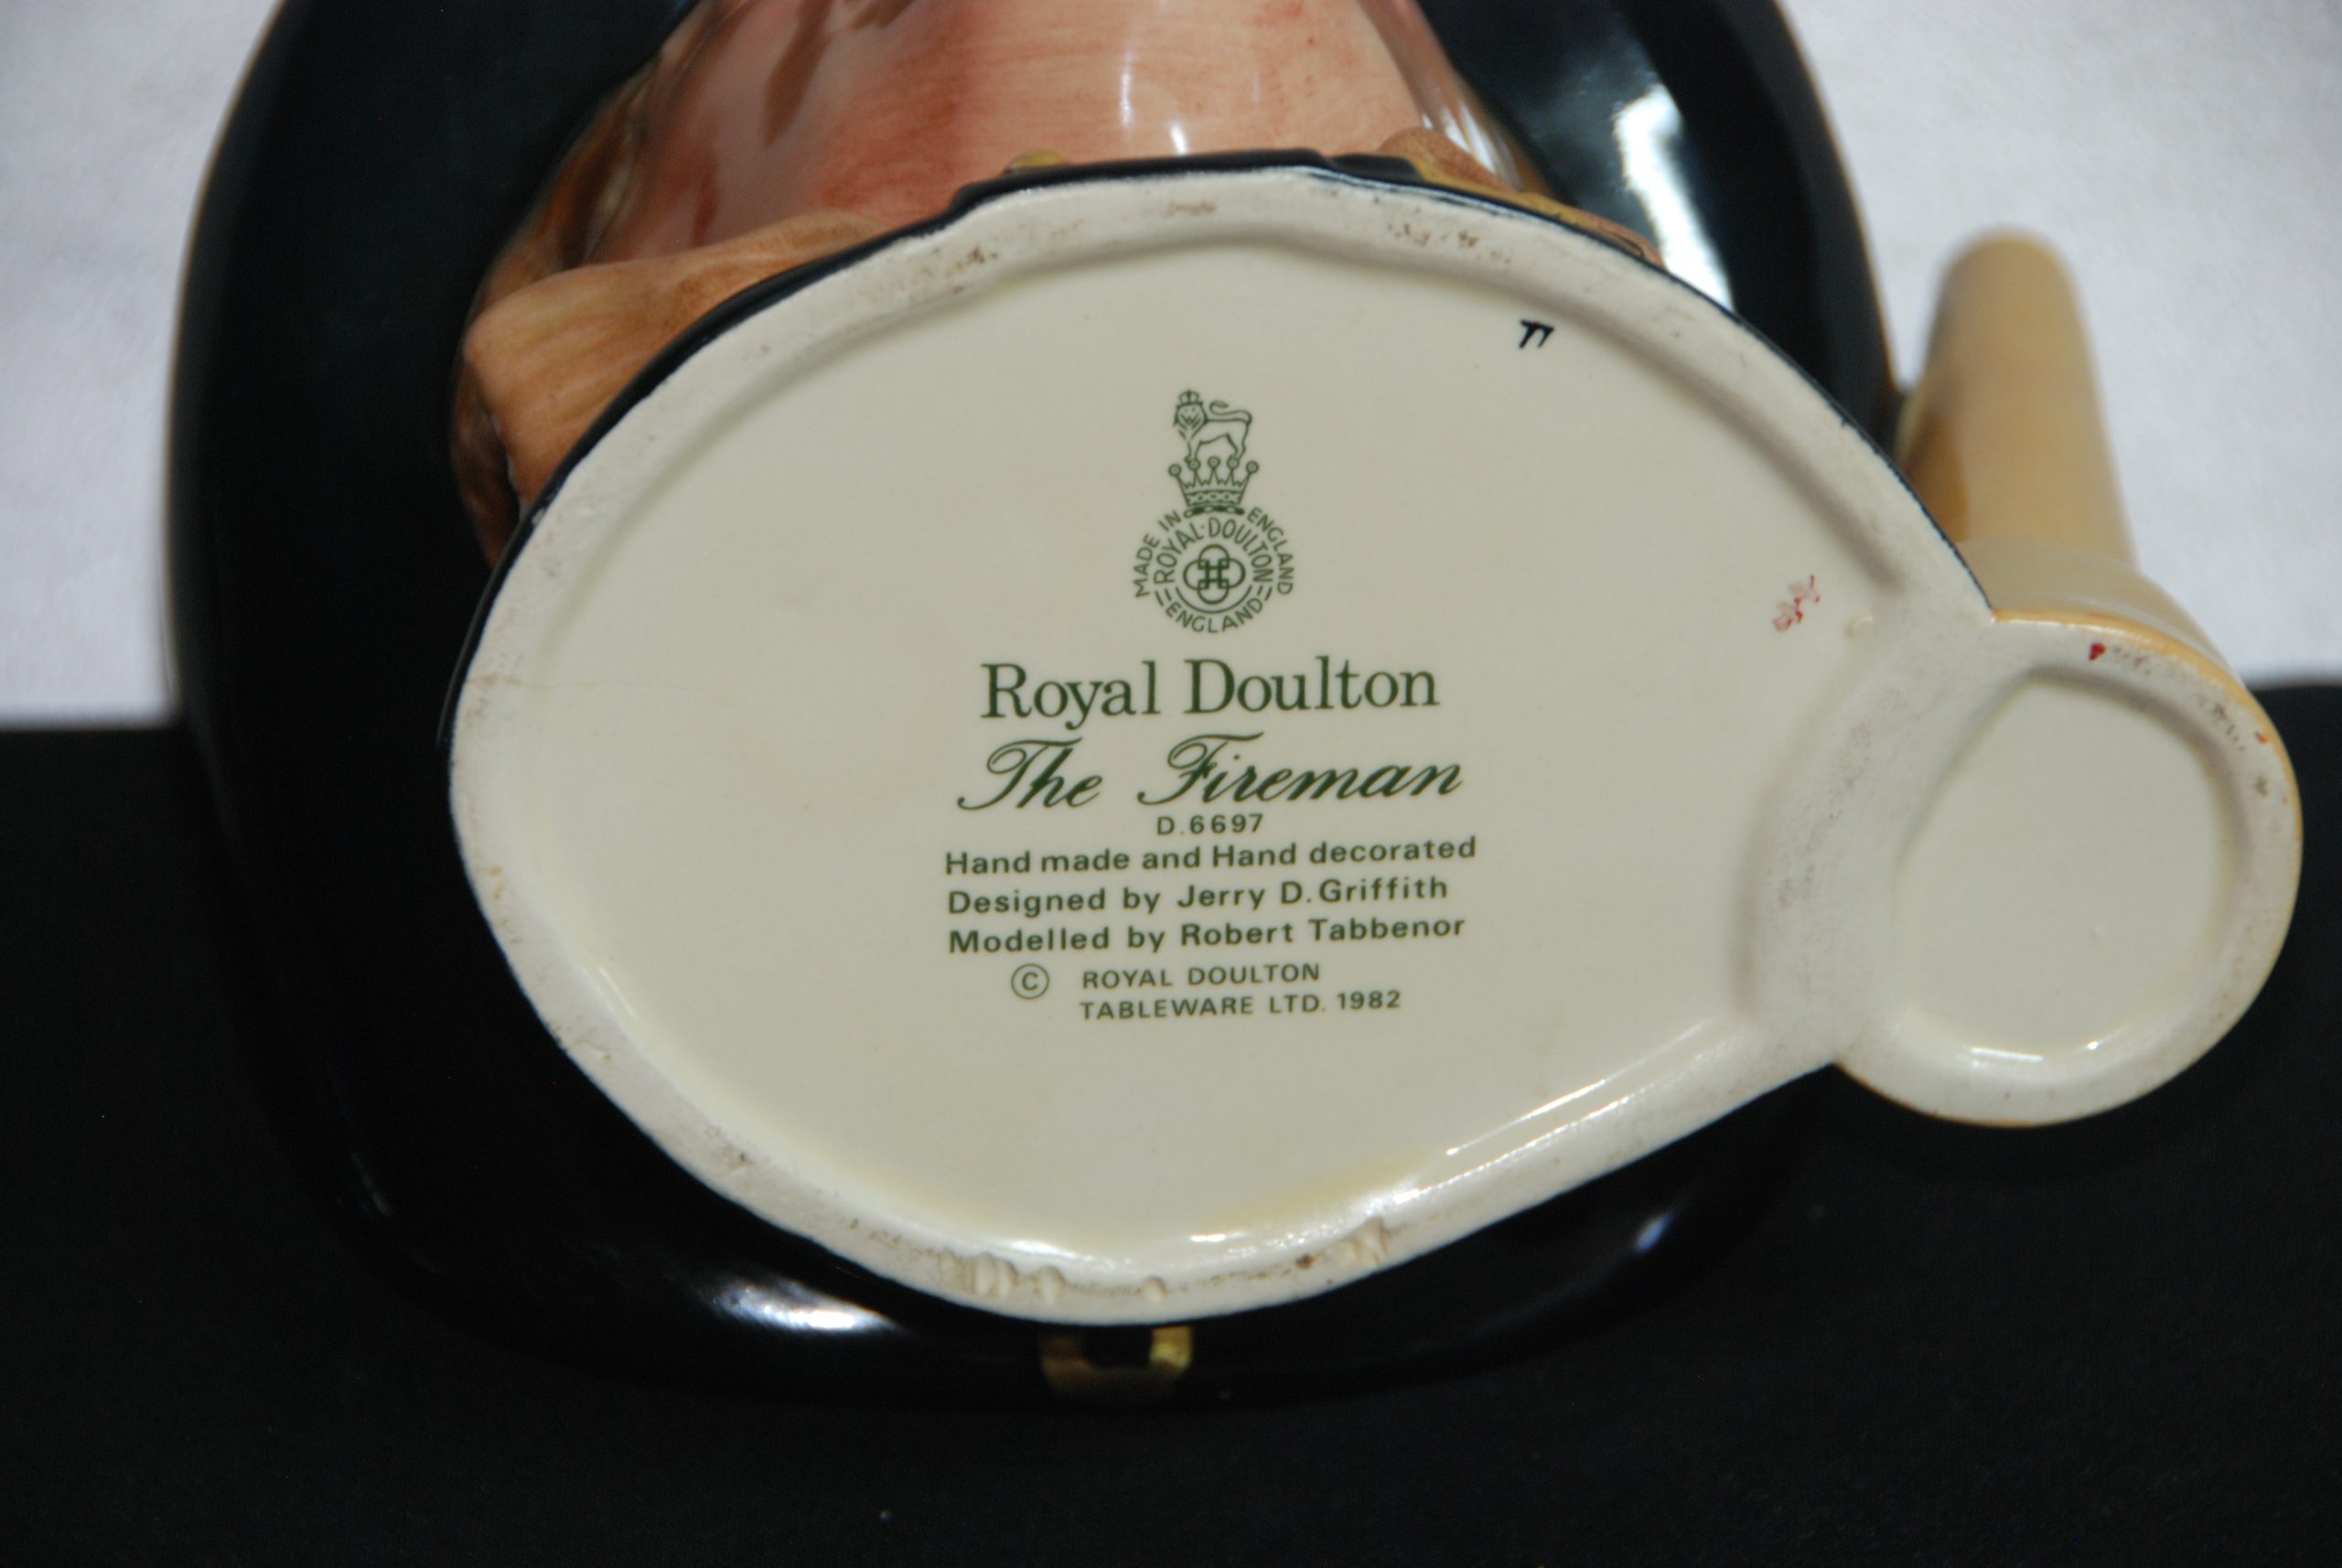 MADE IN ENGLAND
ROYAL·DOULTON
ENGLAND
Royal Doulton
The Fireman
D.6697
Hand made and Hand decorated
Designed by Jerry D.Griffith
Modelled by Robert Tabbenor
© ROYAL DOULTON
TABLEWARE LTD. 1982